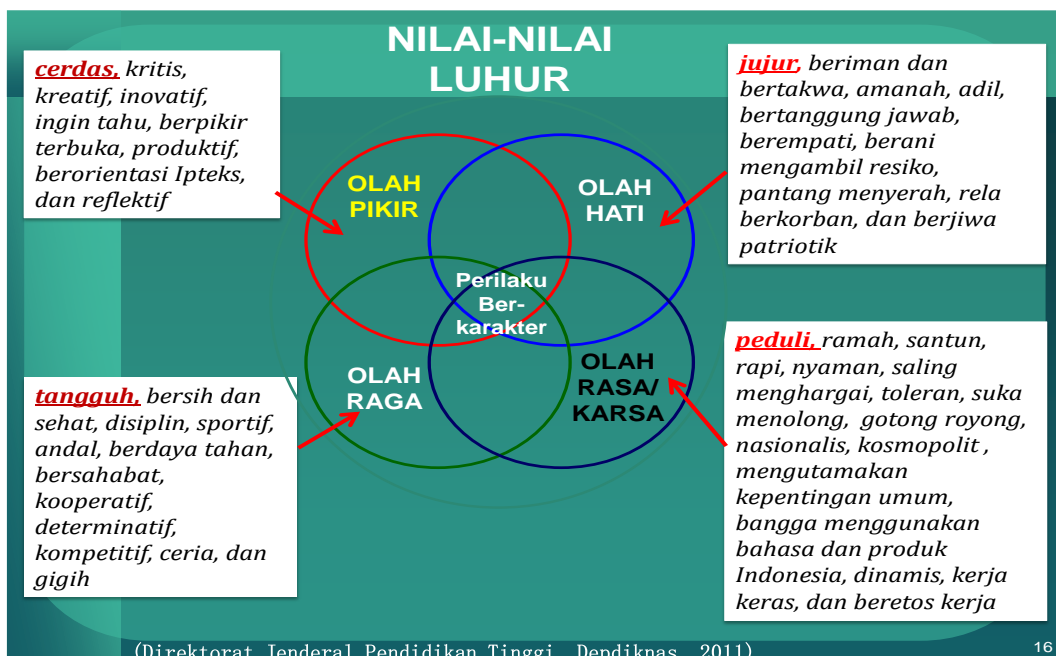 NILAI-NILAI
LUHUR
cerdas, kritis,
kreatif, inovatif,
ingin tahu, berpikir
terbuka, produktif,
berorientasi Ipteks,
dan reflektif
jujur, beriman dan
bertakwa, amanah, adil,
bertanggung jawab,
berempati, berani
mengambil resiko,
pantang menyerah, rela
berkorban, dan berjiwa
patriotik
OLAH
PIKIR
OLAH
HATI
Perilaku
Ber-
karakter
OLAH
RAGA
OLAH
RASA/
KARSA
tangguh, bersih dan
sehat, disiplin, sportif,
andal, berdaya tahan,
bersahabat,
kooperatif,
determinatif,
kompetitif, ceria, dan
gigih
peduli, ramah, santun,
rapi, nyaman, saling
menghargai, toleran, suka
menolong, gotong royong,
nasionalis, kosmopolit ,
mengutamakan
kepentingan umum,
bangga menggunakan
bahasa dan produk
Indonesia, dinamis, kerja
keras, dan beretos kerja
(Direktorat Jenderal Pendidikan Tinggi, Depdiknas, 2011)
16